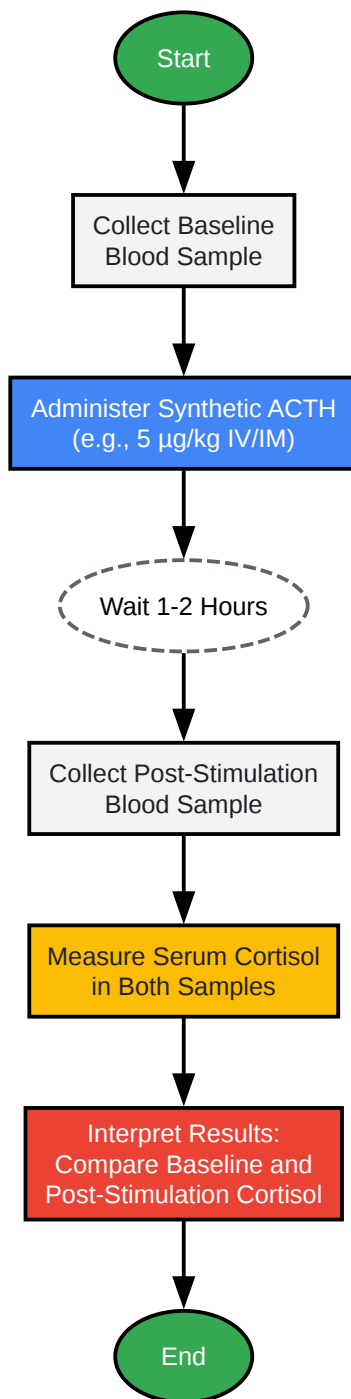 Start
Collect Baseline
Blood Sample
Administer Synthetic ACTH
(e.g., 5 µg/kg IV/IM)
Wait 1-2 Hours
Collect Post-Stimulation
Blood Sample
Measure Serum Cortisol
in Both Samples
Interpret Results:
Compare Baseline and
Post-Stimulation Cortisol
End